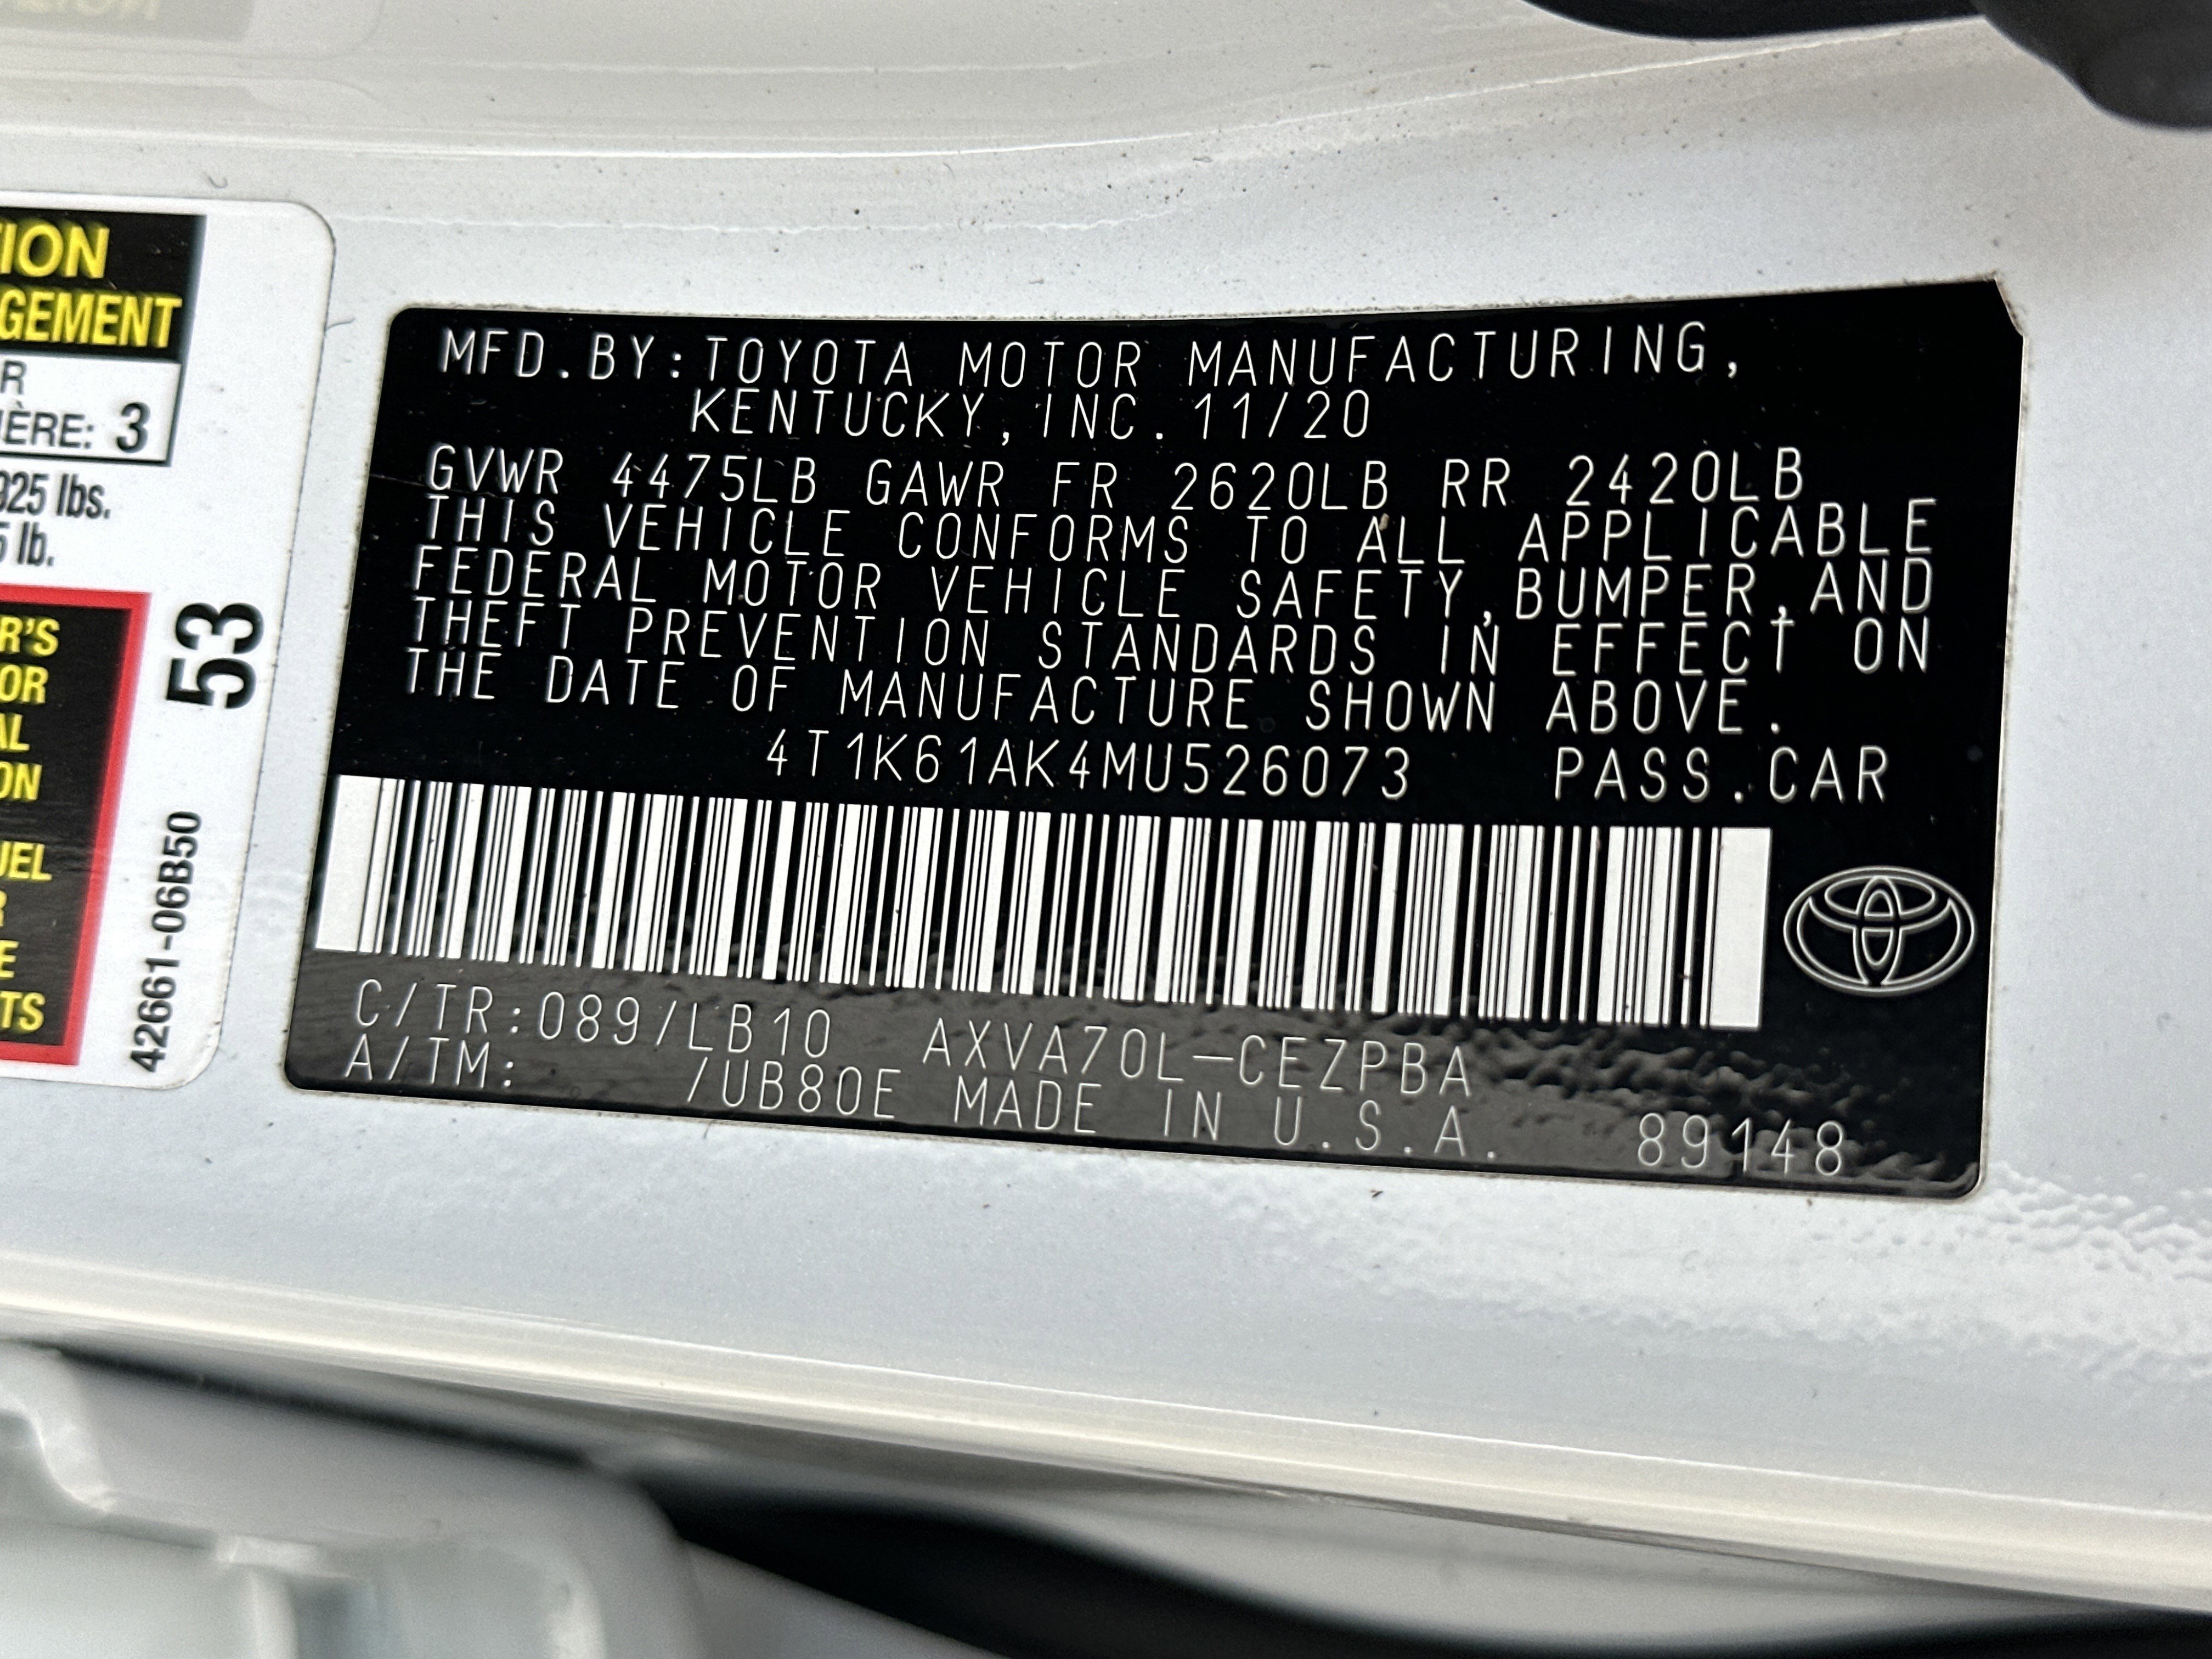 TION
GEMENT
R
IÈRE: 3
925 lbs.
5 lb.
R'S
OR
AL
ON
UEL
R
E
TS
53
42661-06B50
MFD.BY:TOYOTA MOTOR MANUFACTURING,
KENTUCKY,INC.11/20
GVWR 4475LB GAWR FR 2620LB RR 2420LB
THIS VEHICLE CONFORMS TO ALL APPLICABLE
FEDERAL MOTOR VEHICLE SAFETY,BUMPER,AND
THEFT PREVENTION STANDARDS IN EFFECT ON
THE DATE OF MANUFACTURE SHOWN ABOVE.
4T1K61AK4MU526073 PASS.CAR
C/TR:089/LB10 AXVA70L-CEZPBA
A/TM: /UB80E MADE IN U.S.A. 89148